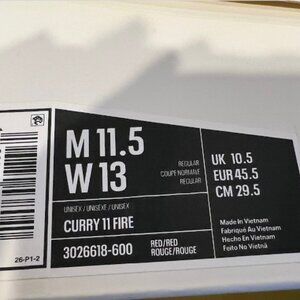 M 11.5
W 13
REGULAR
COUPE NORMALE
REGULAR
UK 10.5
EUR 45.5
CM 29.5
UNISEX / UNISEXE / UNISEX
CURRY 11 FIRE
3026618-600
RED/RED
ROUGE/ROUGE
Made In Vietnam
Fabriqué Au Vietnam
Hecho En Vietnam
Feito No Vietnã
26-P1-2